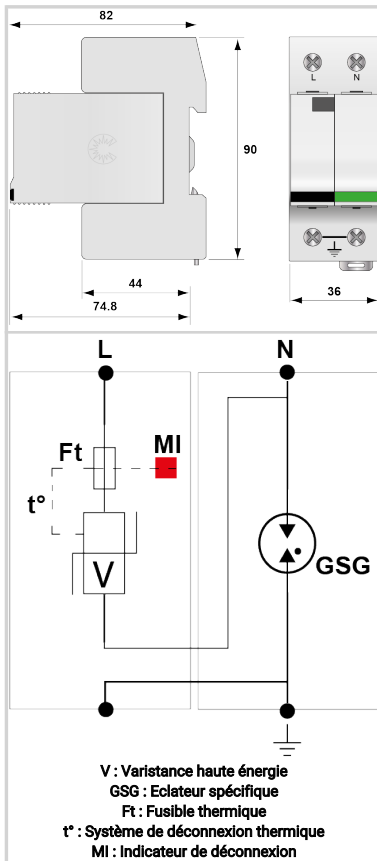 82
L N
90
44
74.8
36
L N
Ft MI
t°
V
GSG
V : Varistance haute énergie
GSG : Eclateur spécifique
Ft : Fusible thermique
t° : Système de déconnexion thermique
MI : Indicateur de déconnexion